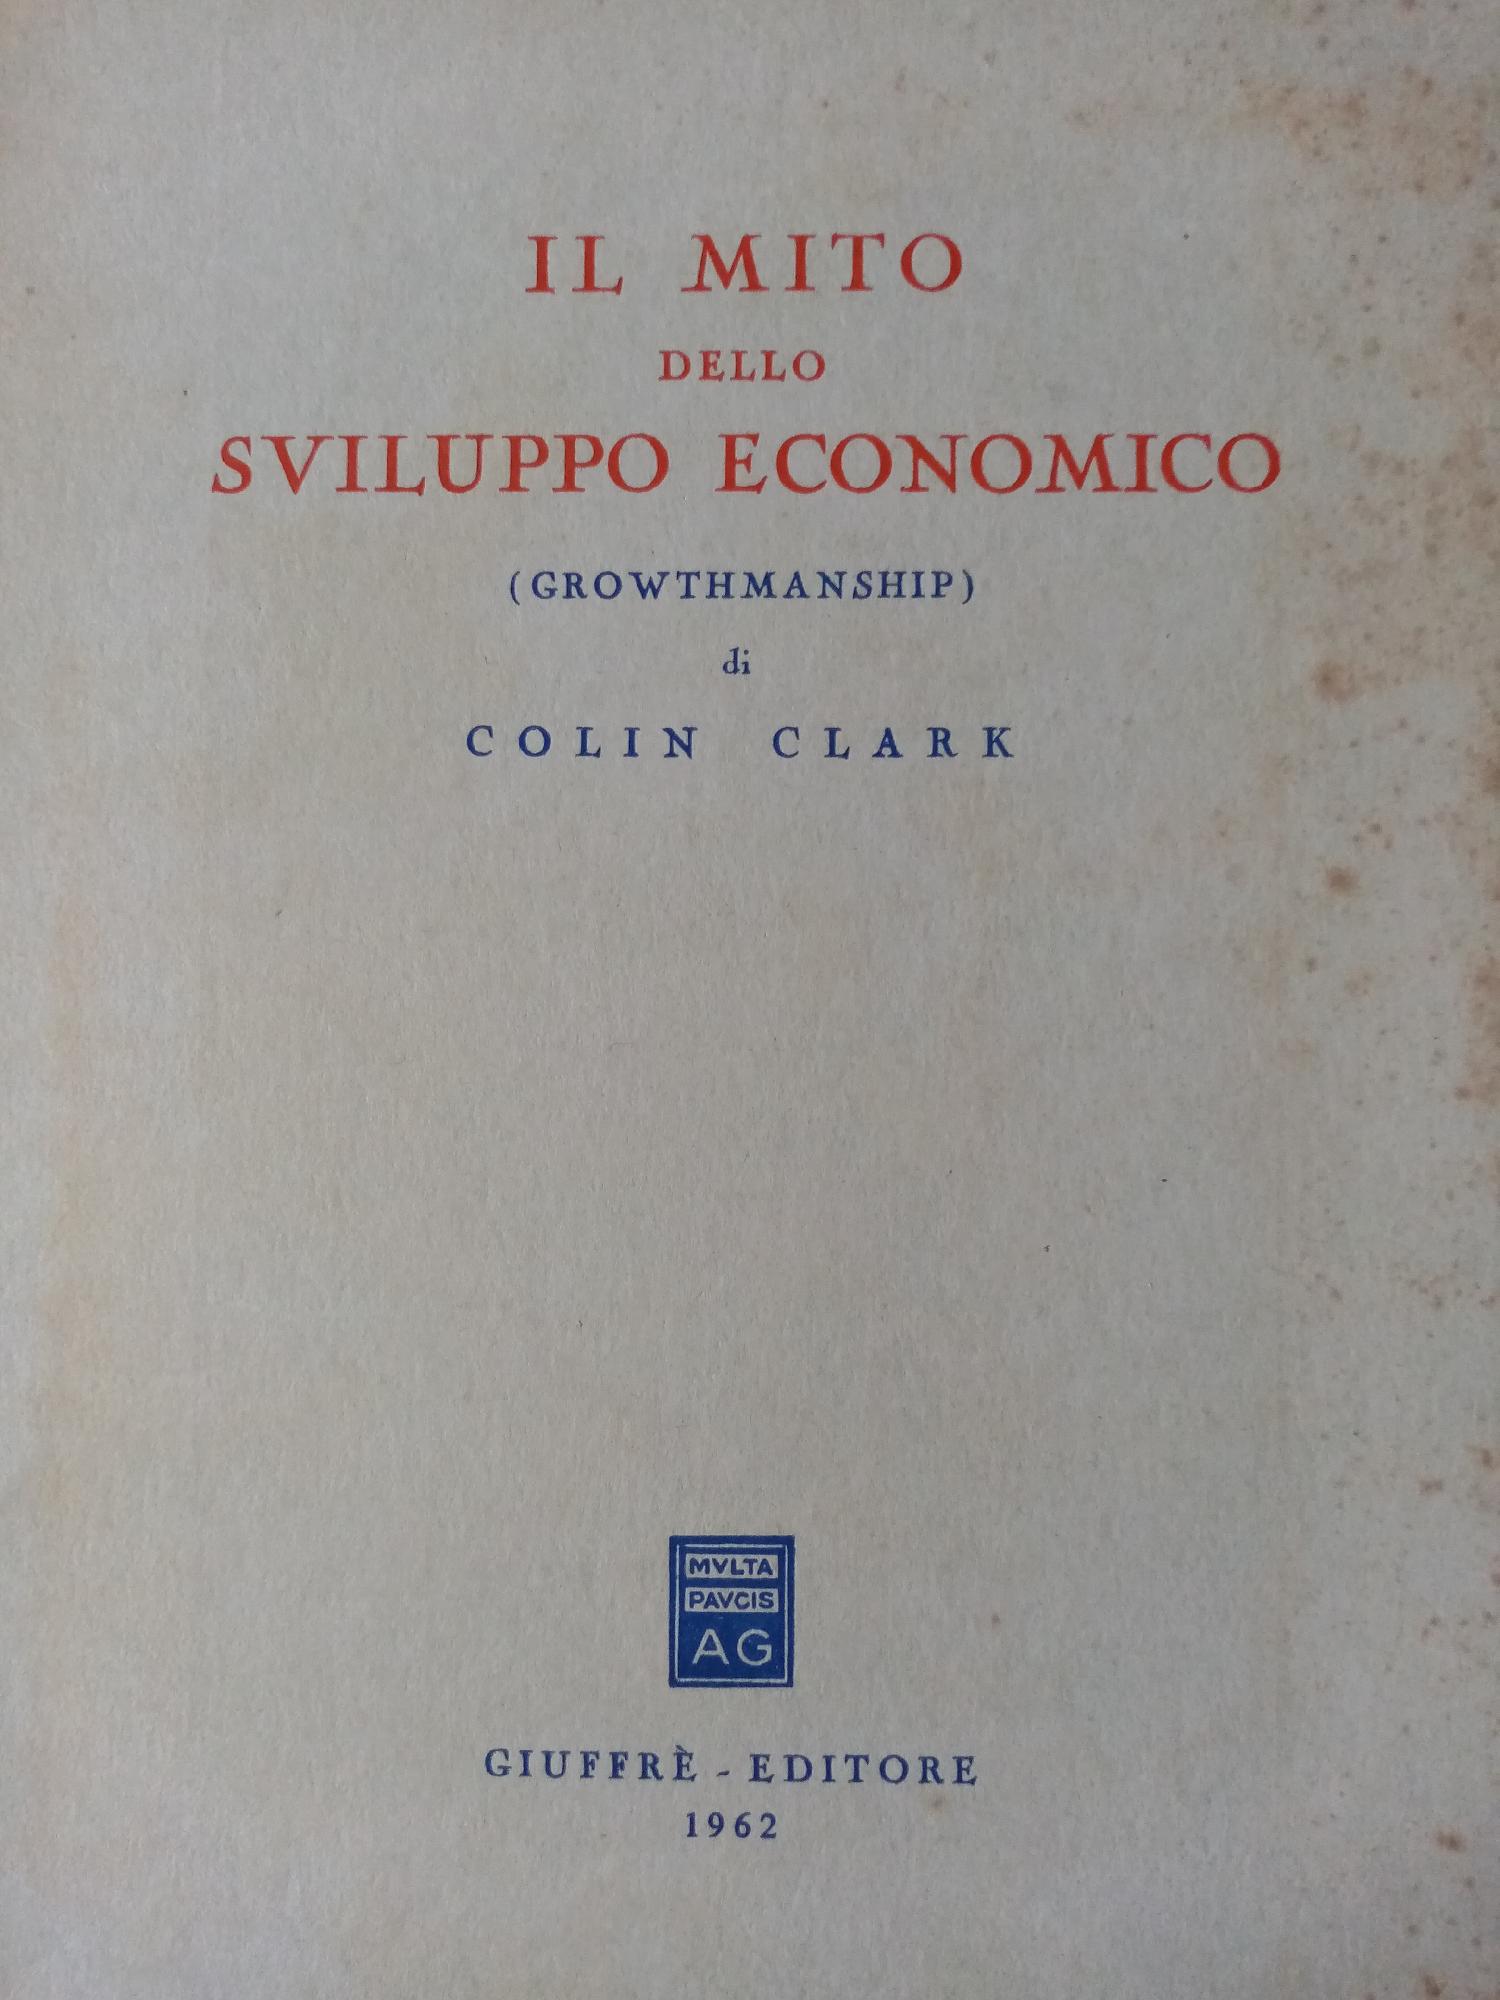 IL MITO
DELLO
SVILUPPO ECONOMICO
(GROWTHMANSHIP)
di
COLIN CLARK
MVLTA
PAVCIS
AG
GIUFFRÈ - EDITORE
1962